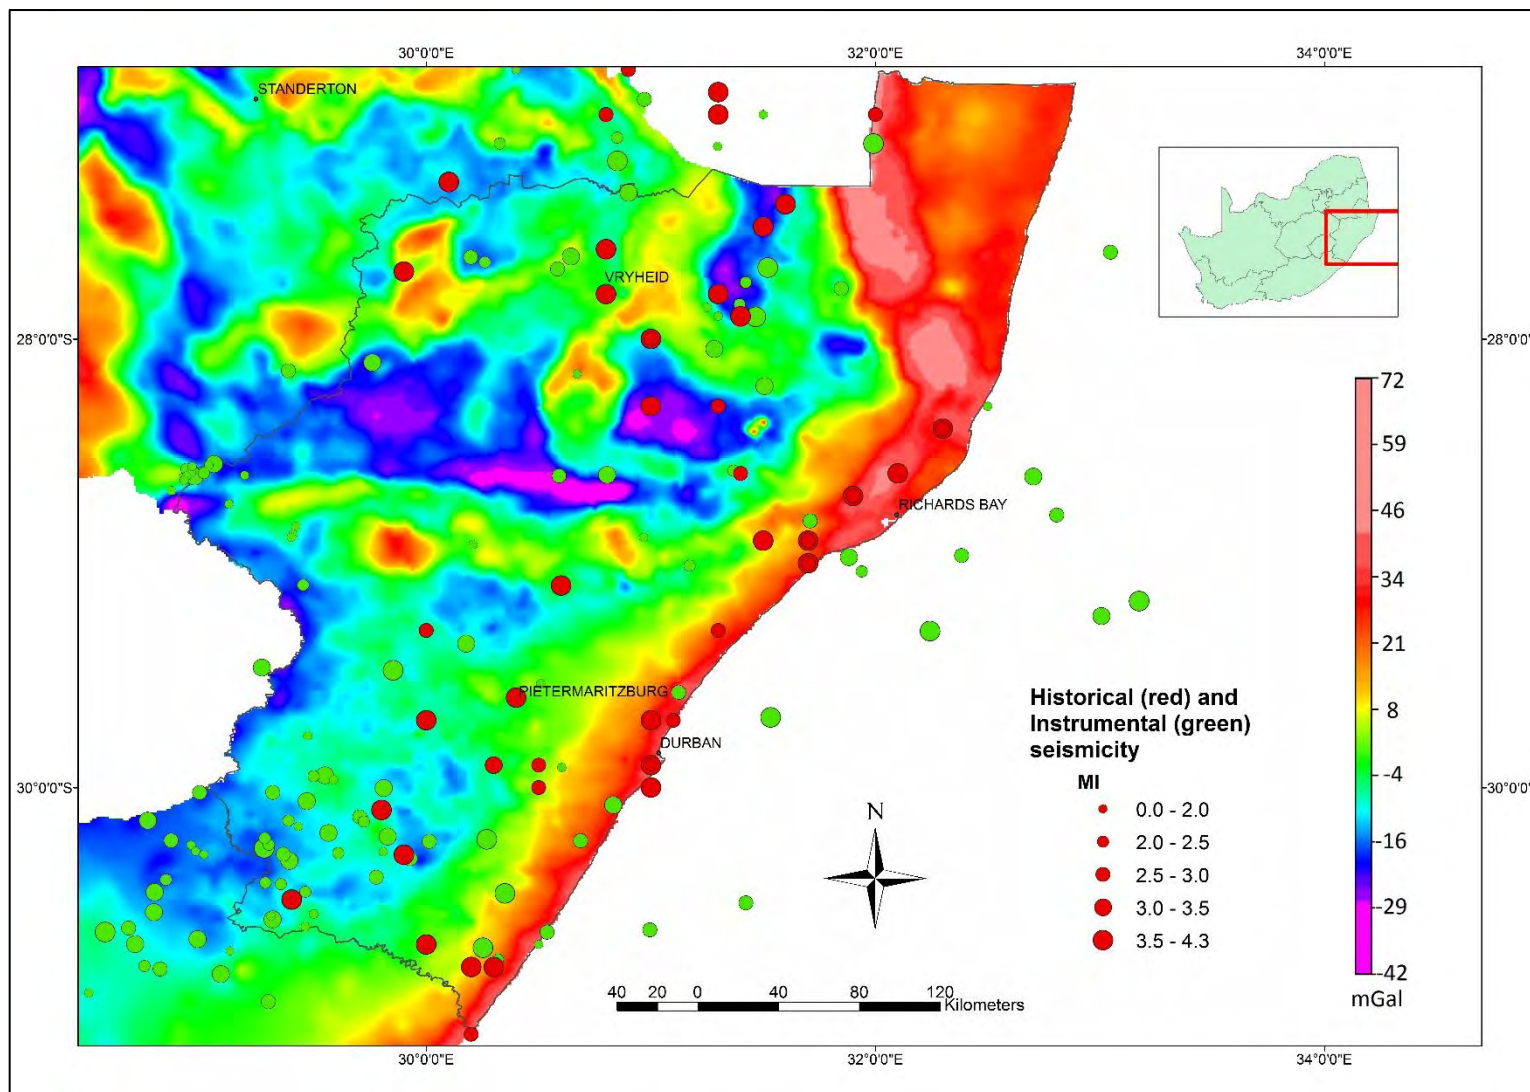 30°0'0"E 32°0'0"E 34°0'0"E
STANDERTON
VRYHEID
28°0'0"S 28°0'0"S
72
59
RICHARDS BAY
46
34
21
PIETERMARITZBURG
Historical (red) and
Instrumental (green)
seismicity
8
DURBAN
-4
Ml
30°0'0"S 30°0'0"S
0.0 - 2.0
N
2.0 - 2.5
-16
2.5 - 3.0
3.0 - 3.5
-29
3.5 - 4.3
-42
mGal
40 20 0 40 80 120
Kilometers
30°0'0"E 32°0'0"E 34°0'0"E